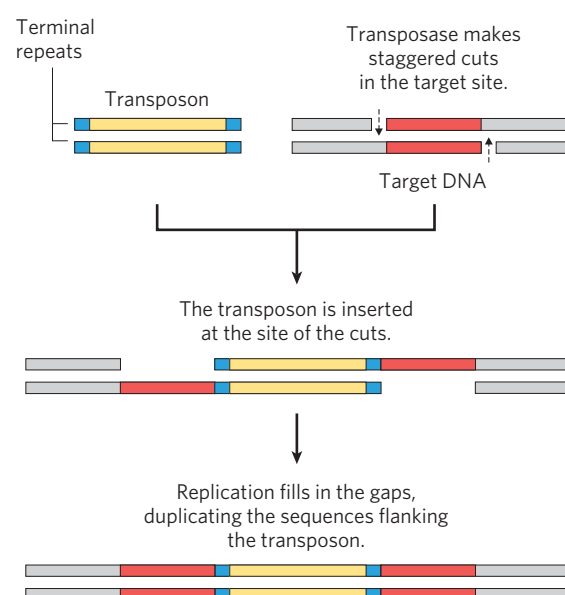 Terminal
repeats
Transposon
Transposase makes
staggered cuts
in the target site.
Target DNA
The transposon is inserted
at the site of the cuts.
Replication fills in the gaps,
duplicating the sequences flanking
the transposon.